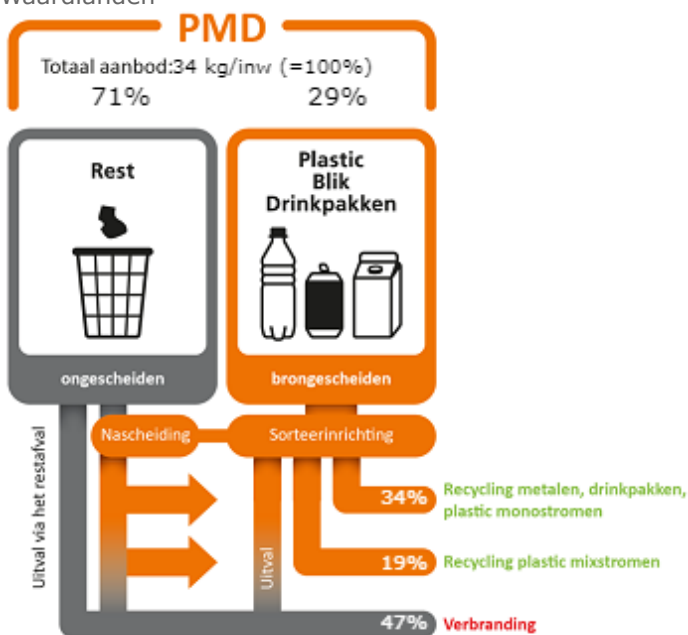 PMD
Totaal aanbod:34 kg/inw (=100%)
71% 29%
Rest
Plastic
Blik
Drinkpakken
ongescheiden
brongescheiden
Nascheiding
Sorteerinrichting
Uitval via het restafval
Uitval
34% Recycling metalen, drinkpakken,
plastic monostromen
19% Recycling plastic mixstromen
47% Verbranding